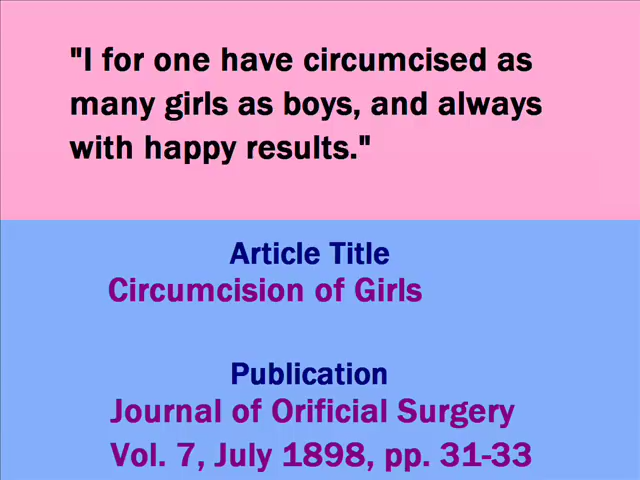 "I for one have circumcised as
many girls as boys, and always
with happy results."
Article Title
Circumcision of Girls
Publication
Journal of Orificial Surgery
Vol. 7, July 1898, pp. 31-33